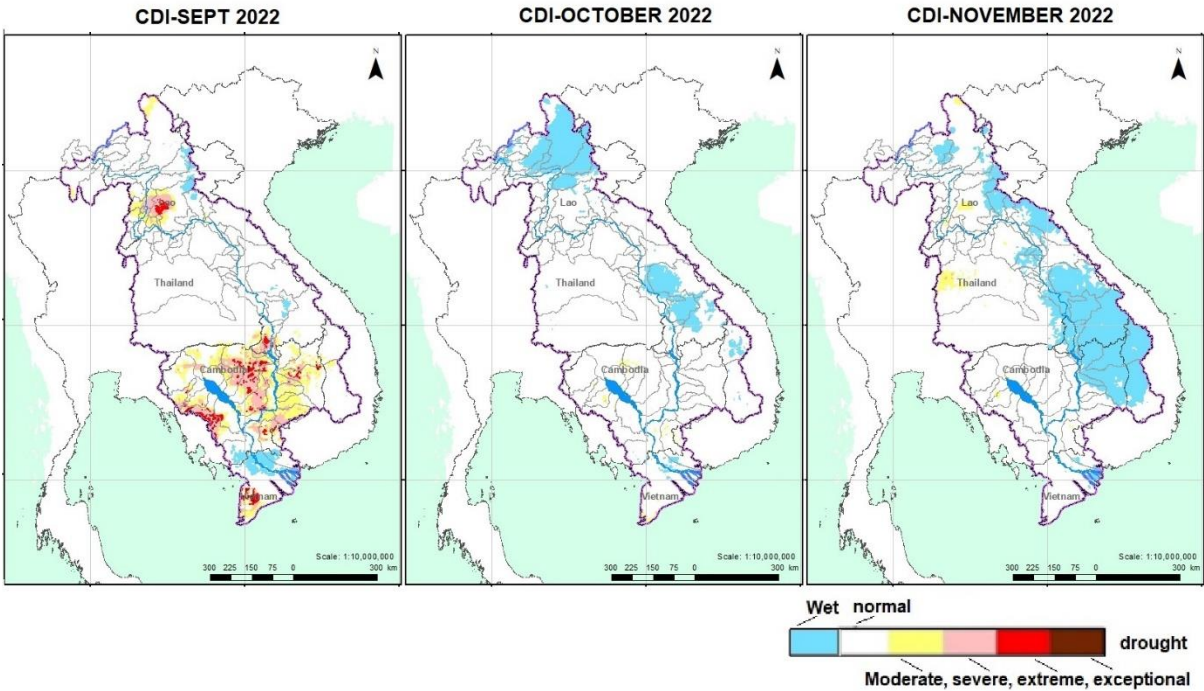 CDI-SEPT 2022
CDI-OCTOBER 2022
CDI-NOVEMBER 2022
N
N
N
Lao
Lao
Lao
Thailand
Thailand
Thailand
Cambodia
Cambodia
Cambodia
Vietnam
Vietnam
Vietnam
Scale: 1:10,000,000
300 225 150 75 0 300 km
Scale: 1:10,000,000
300 225 150 75 0 300 km
Scale: 1:10,000,000
300 225 150 75 0 300 km
Wet normal
drought
Moderate, severe, extreme, exceptional